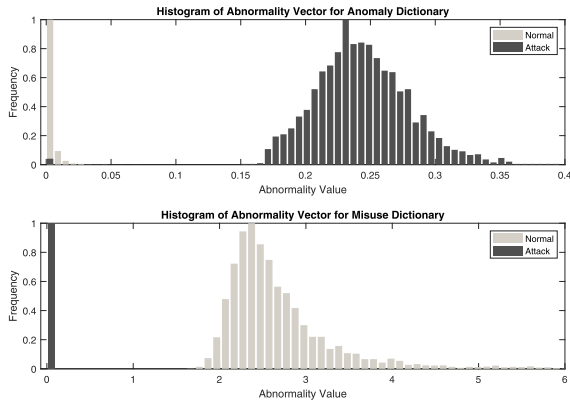 Histogram of Abnormality Vector for Anomaly Dictionary
1
0.8
0.6
0.4
0.2
0
Frequency
Normal
Attack
0 0.05 0.1 0.15 0.2 0.25 0.3 0.35 0.4
Abnormality Value
Histogram of Abnormality Vector for Misuse Dictionary
1
0.8
0.6
0.4
0.2
0
Frequency
Normal
Attack
0 1 2 3 4 5 6
Abnormality Value